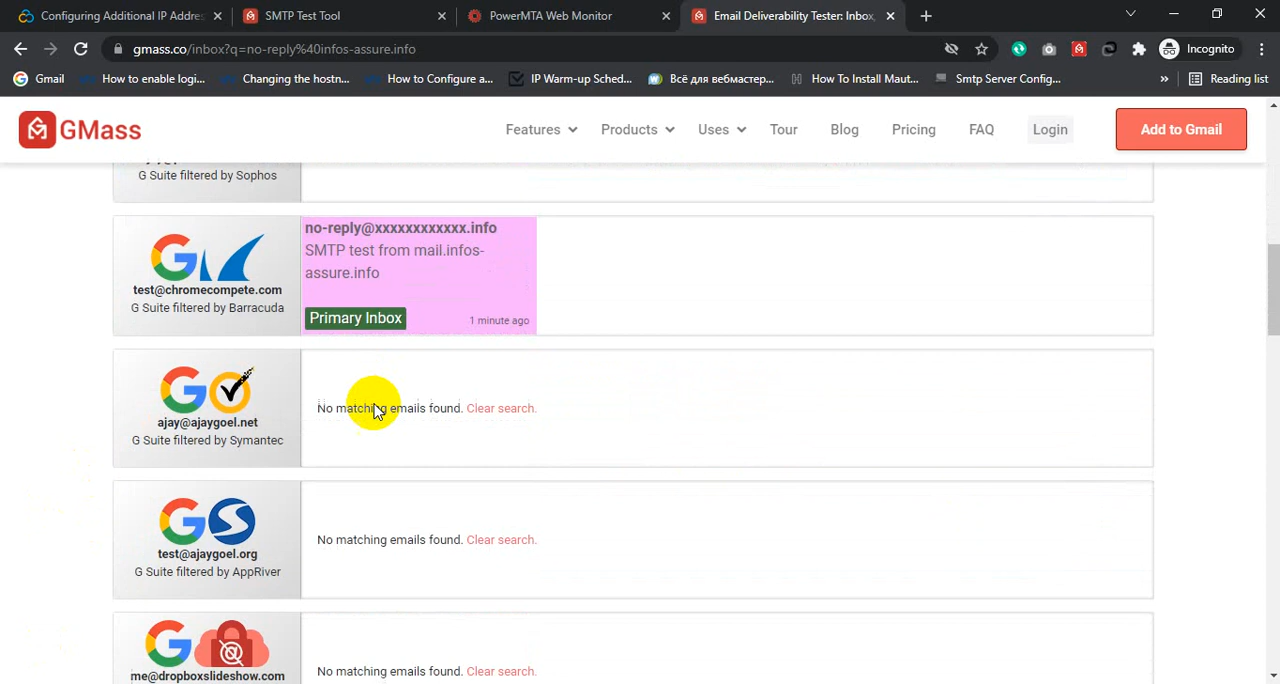 Configuring Additional IP Addres
SMTP Test Tool
PowerMTA Web Monitor
Email Deliverability Tester: Inbox,
gmass.co/inbox?q=no-reply%40infos-assure.info
Incognito
Gmail
How to enable logi...
Changing the hostn...
How to Configure a...
IP Warm-up Sched...
Всё для вебмастер...
How To Install Maut...
Smtp Server Config...
»
Reading list
GMass
Features
Products
Uses
Tour
Blog
Pricing
FAQ
Login
Add to Gmail
G Suite filtered by Sophos
test@chromecompete.com
G Suite filtered by Barracuda
no-reply@xxxxxxxxxxxx.info
SMTP test from mail.infos-
assure.info
Primary Inbox
1 minute ago
ajay@ajaygoel.net
G Suite filtered by Symantec
No matching emails found. Clear search.
test@ajaygoel.org
G Suite filtered by AppRiver
No matching emails found. Clear search.
me@dropboxslideshow.com
No matching emails found. Clear search.